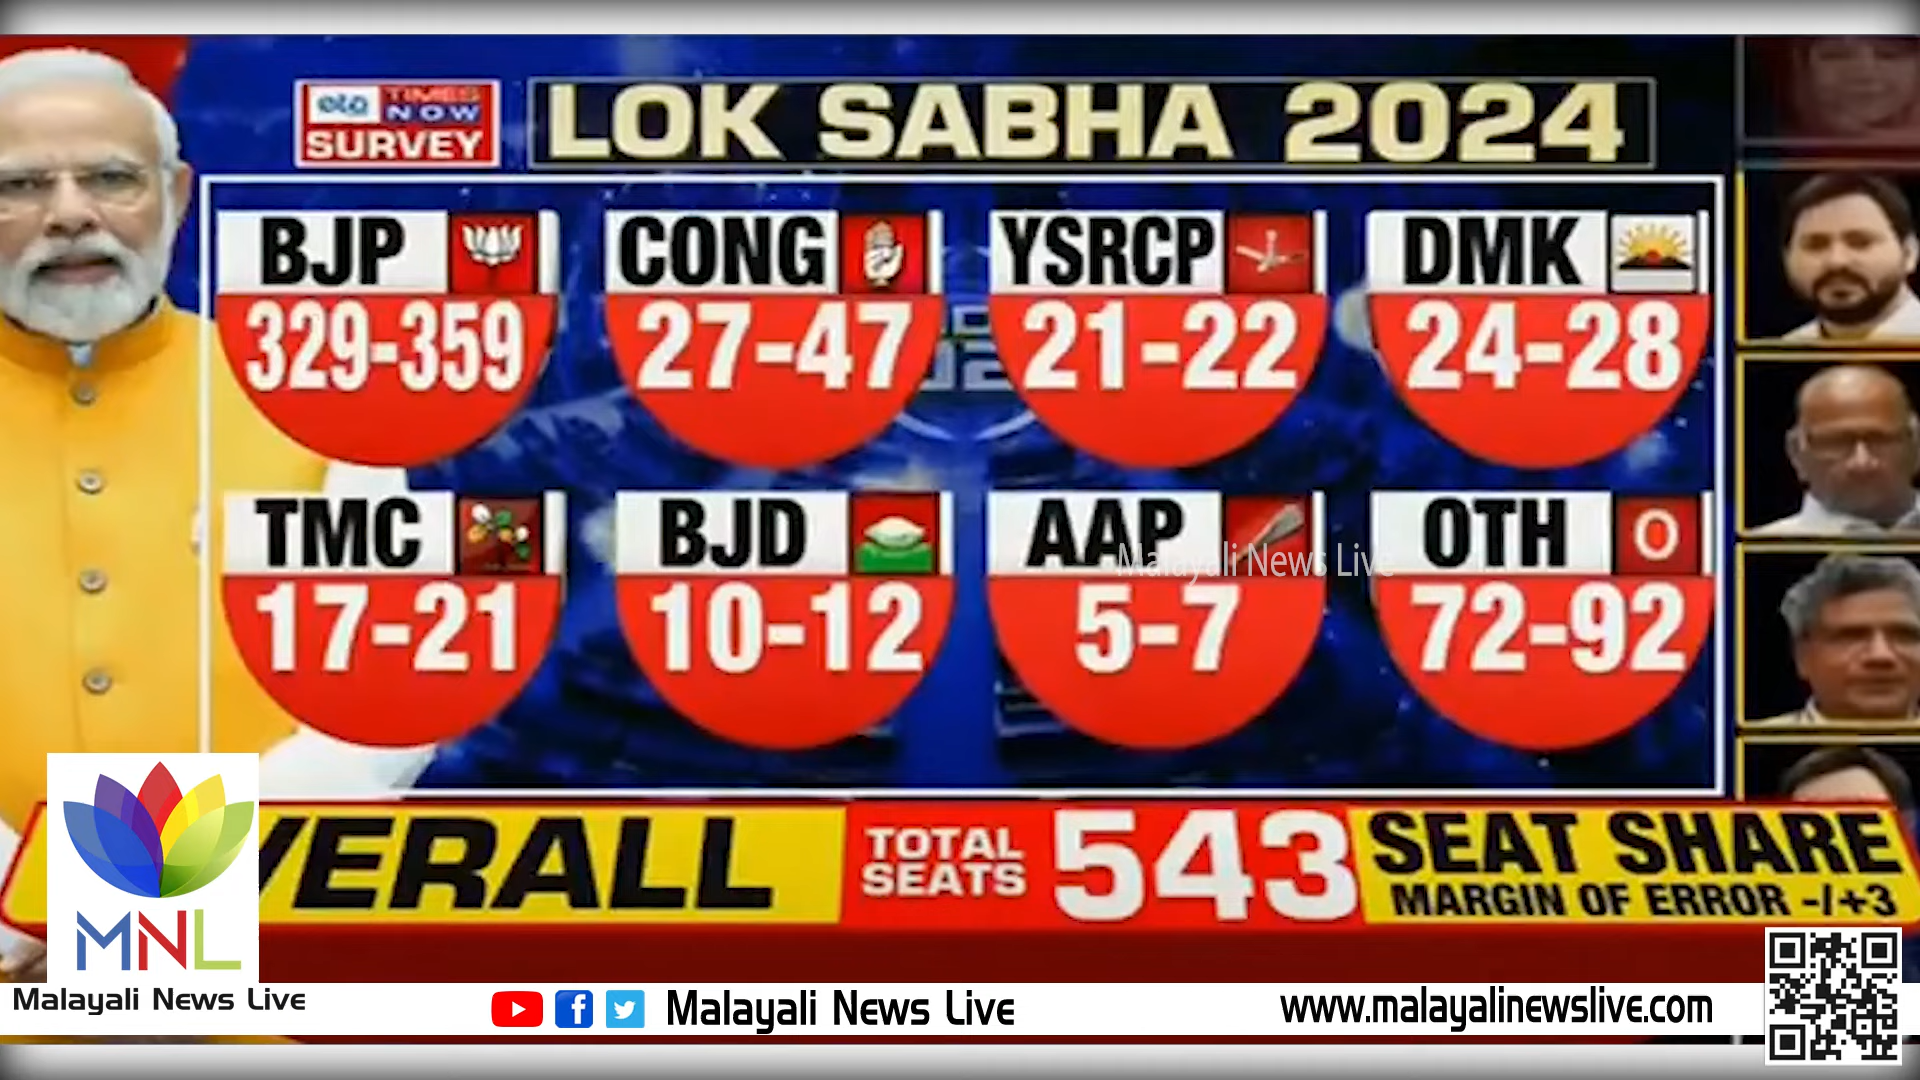 ETG TIMES NOW
SURVEY
LOK SABHA 2024
BJP
329-359
CONG
27-47
YSRCP
21-22
DMK
24-28
TMC
17-21
BJD
10-12
AAP
5-7
OTH
O
72-92
Malayali News Live
VERALL
TOTAL SEATS
543
SEAT SHARE
MARGIN OF ERROR -/+3
MNL
Malayali News Live
Malayali News Live
www.malayalinewslive.com